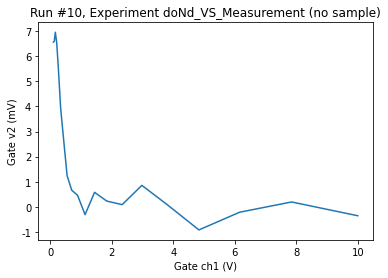 Run #10, Experiment doNd_VS_Measurement (no sample)
7
6
5
4
3
2
1
0
-1
Gate v2 (mV)
0 2 4 6 8 10
Gate ch1 (V)